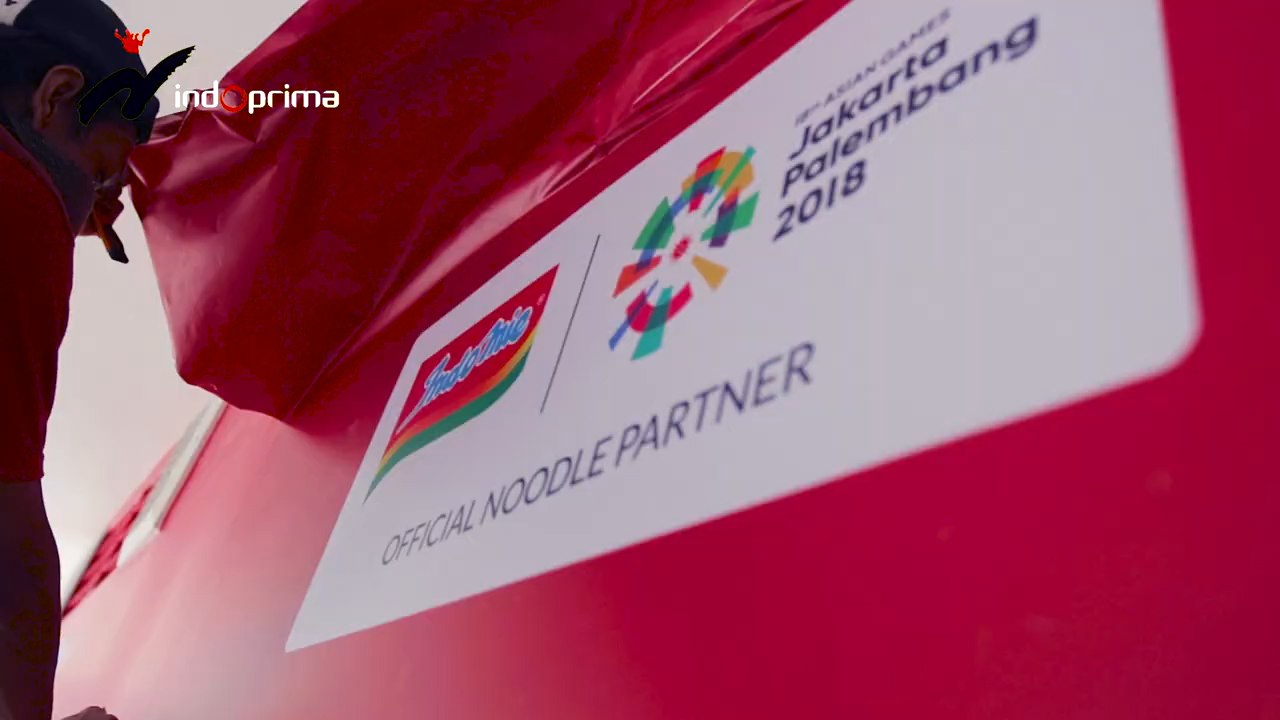 indoprima
18TH ASIAN GAMES
Jakarta
Palembang
2018
IndoMie
OFFICIAL NOODLE PARTNER